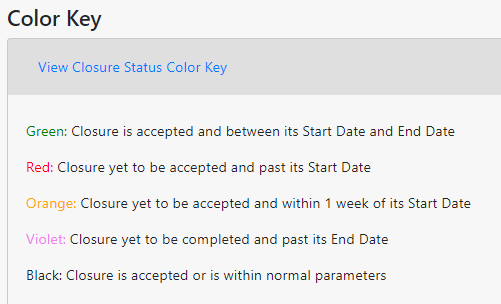 Color Key
View Closure Status Color Key
Green: Closure is accepted and between its Start Date and End Date
Red: Closure yet to be accepted and past its Start Date
Orange: Closure yet to be accepted and within 1 week of its Start Date
Violet: Closure yet to be completed and past its End Date
Black: Closure is accepted or is within normal parameters